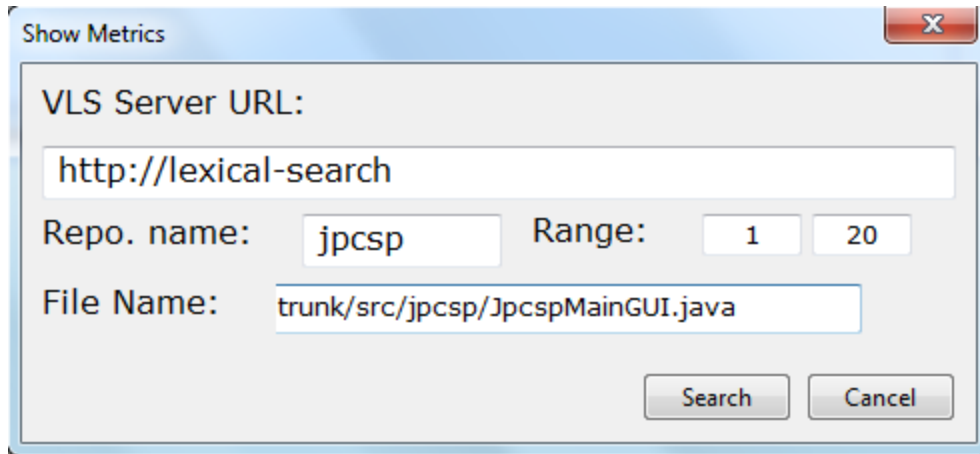 Show Metrics
VLS Server URL:
http://lexical-search
Repo. name: jpcsp Range: 1 20
File Name: trunk/src/jpcsp/JpcspMainGUI.java
Search Cancel